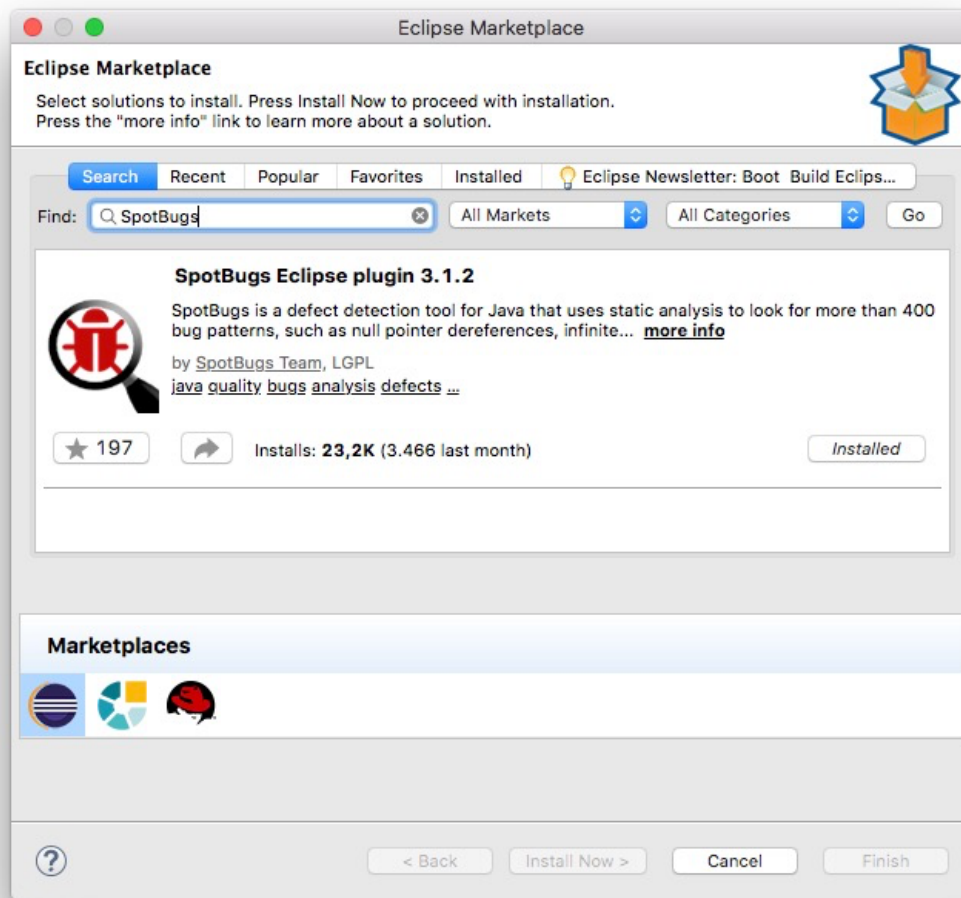 Eclipse Marketplace
Eclipse Marketplace
Select solutions to install. Press Install Now to proceed with installation.
Press the "more info" link to learn more about a solution.
Search Recent Popular Favorites Installed Eclipse Newsletter: Boot Build Eclips...
Find: SpotBugs All Markets All Categories Go
SpotBugs Eclipse plugin 3.1.2
SpotBugs is a defect detection tool for Java that uses static analysis to look for more than 400
bug patterns, such as null pointer dereferences, infinite... more info
by SpotBugs Team, LGPL
java quality bugs analysis defects ...
197 Installs: 23,2K (3.466 last month) Installed
Marketplaces
? < Back Install Now > Cancel Finish